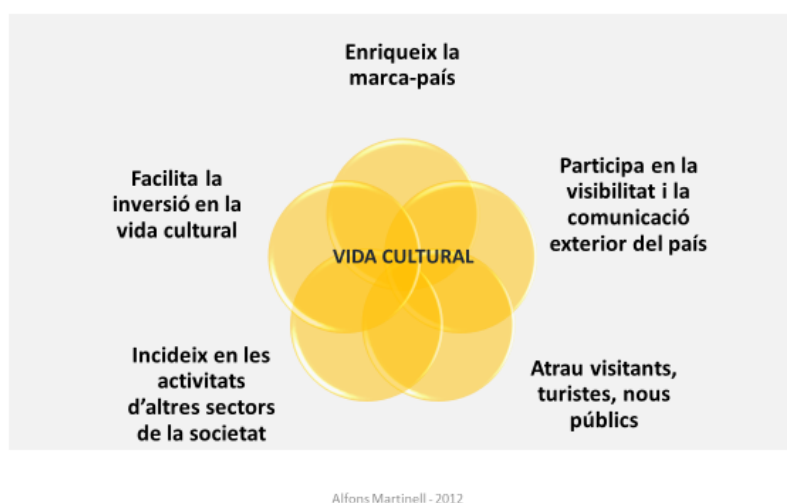 Enriqueix la
marca-país
Participa en la
visibilitat i la
comunicació
exterior del país
Facilita la
inversió en la
vida cultural
VIDA CULTURAL
Incideix en les
activitats
d'altres sectors
de la societat
Atrau visitants,
turistes, nous
públics
Alfons Martinell - 2012